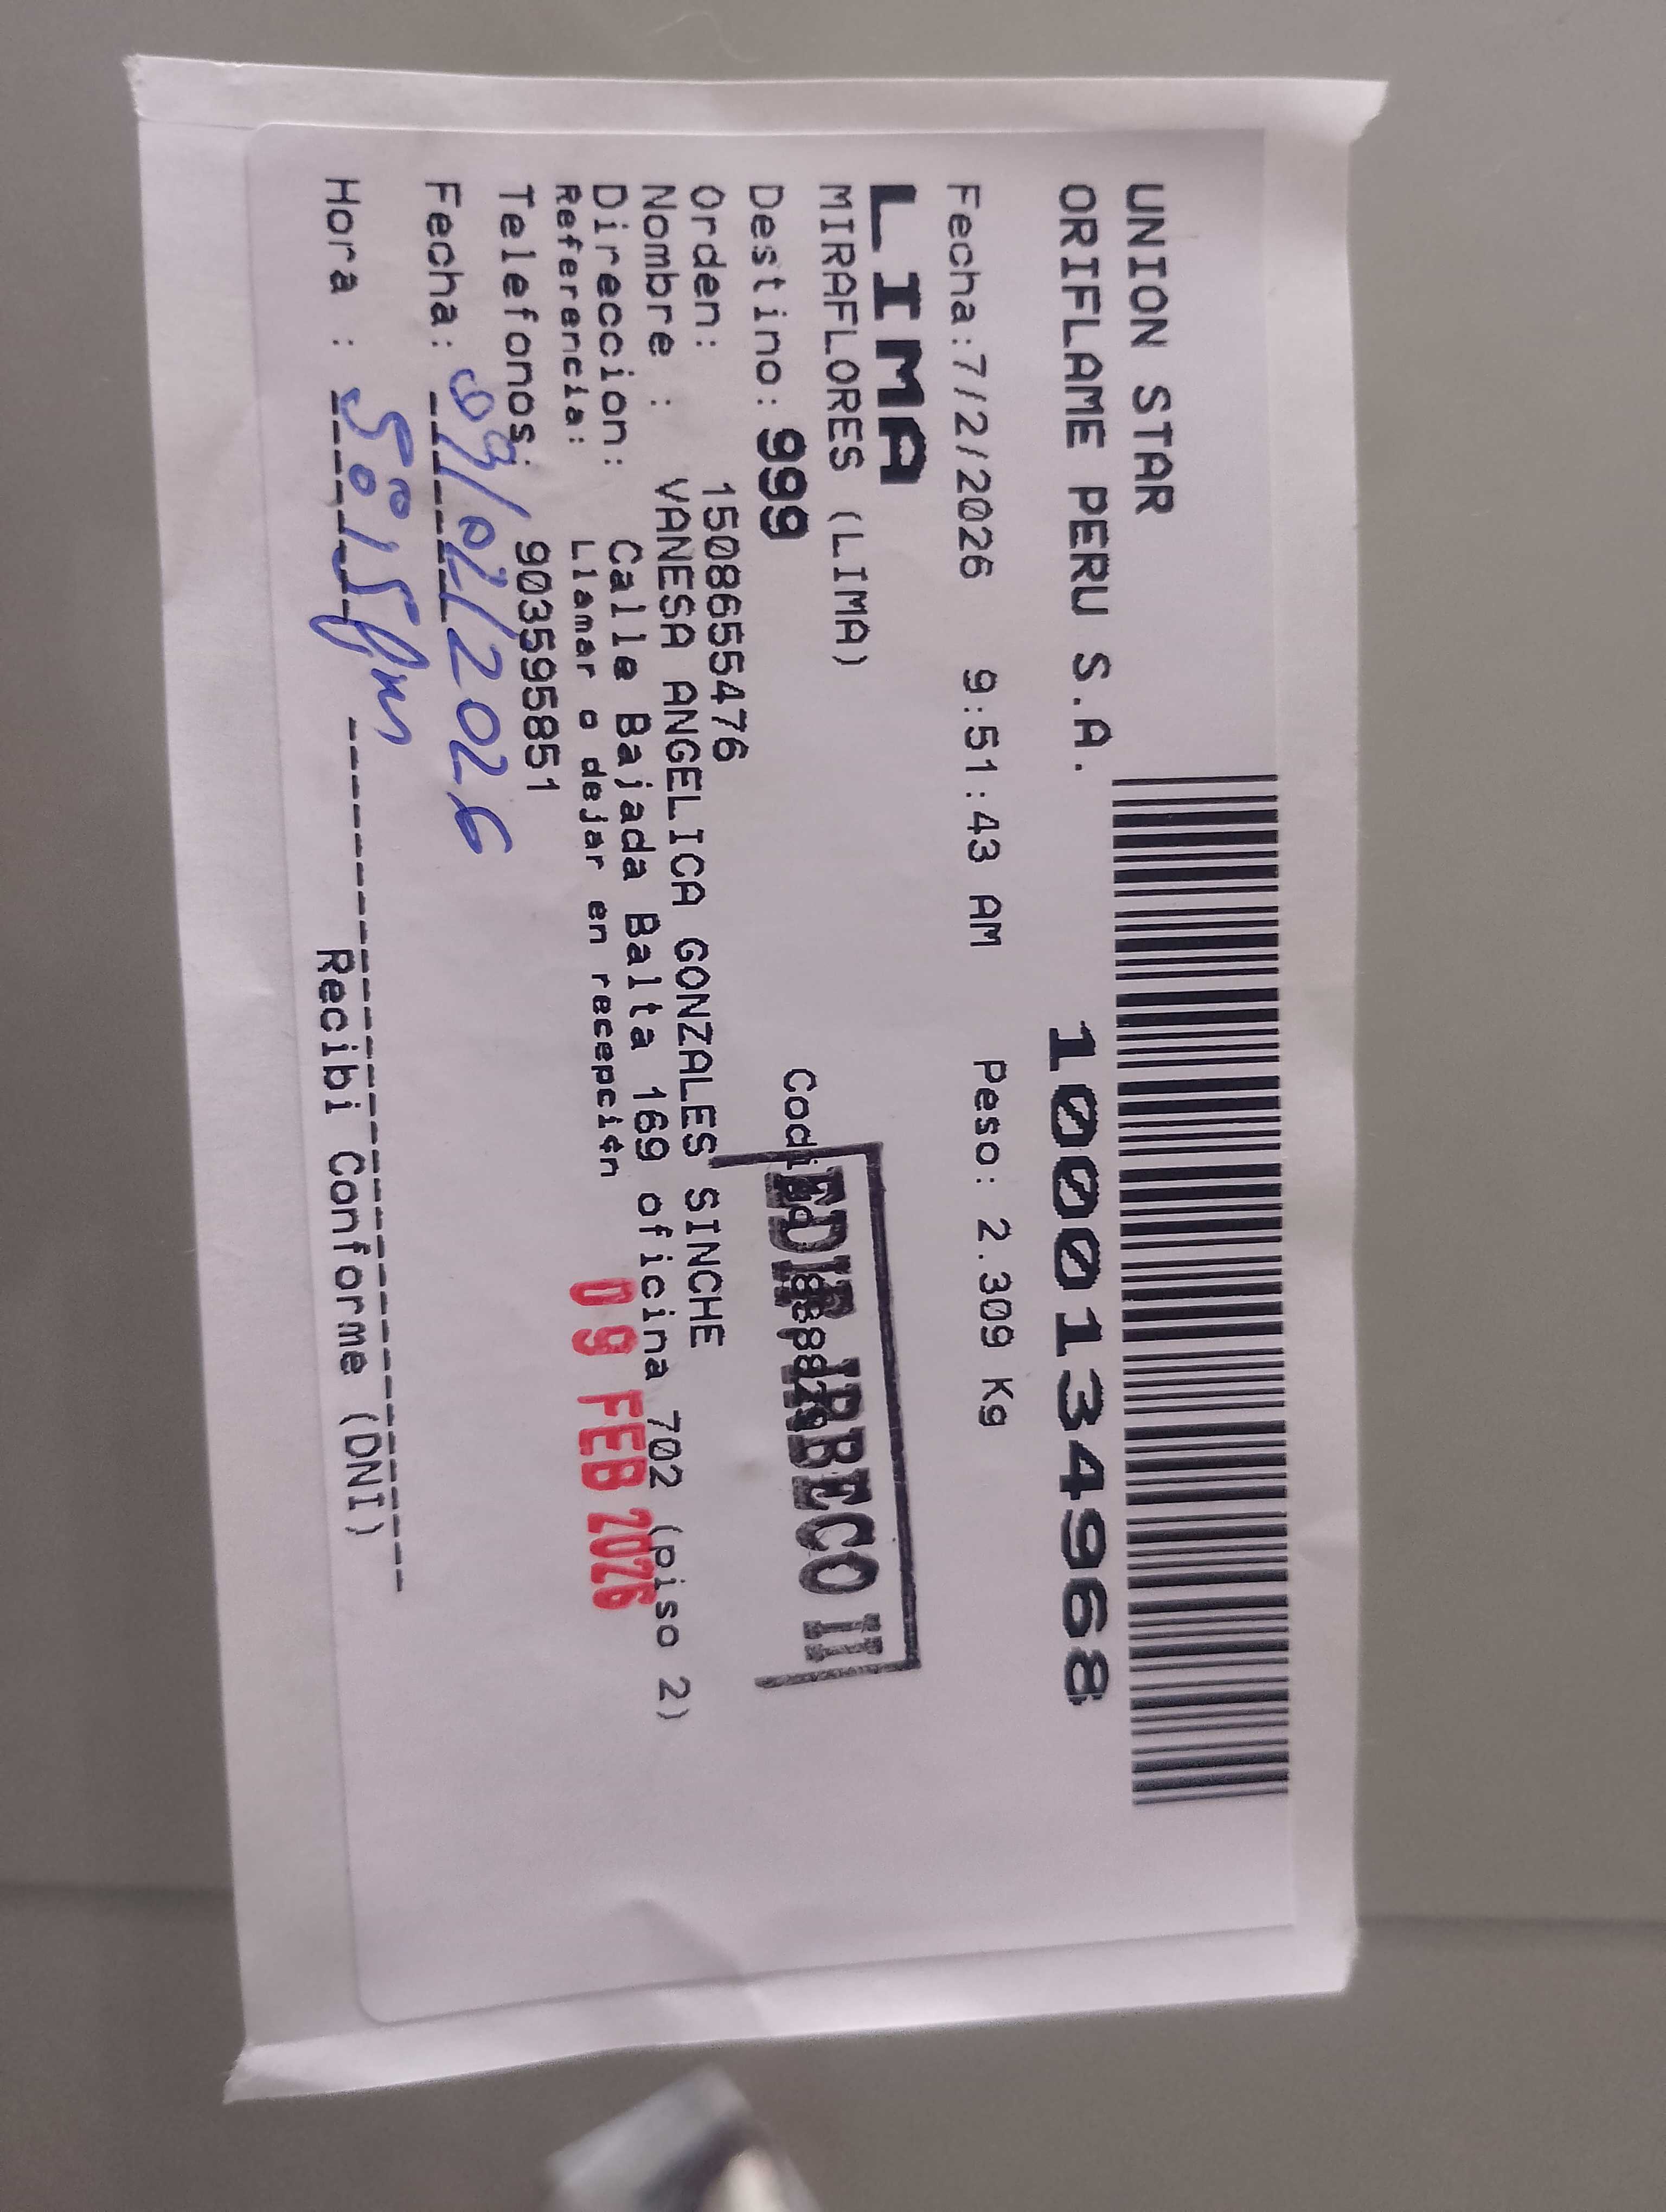 UNION STAR
ORIFLAME PERU S.A. 10000134968
Fecha:7/2/2026 9:51:43 AM Peso: 2.309 Kg
LIMA
MIRAFLORES (LIMA)
Destino: 999
EDIF IRBECO II
Orden: 1508655476
Nombre : VANESA ANGELICA GONZALES SINCHE
Direccion: Calle Bajada Balta 169 oficina 702 (piso 2)
Referencia: Llamar o dejar en recepción
09 FEB 2026
Telefonos: 903595851
Fecha: 09/02/2026
Hora : 5:15pm
Recibi Conforme (DNI)